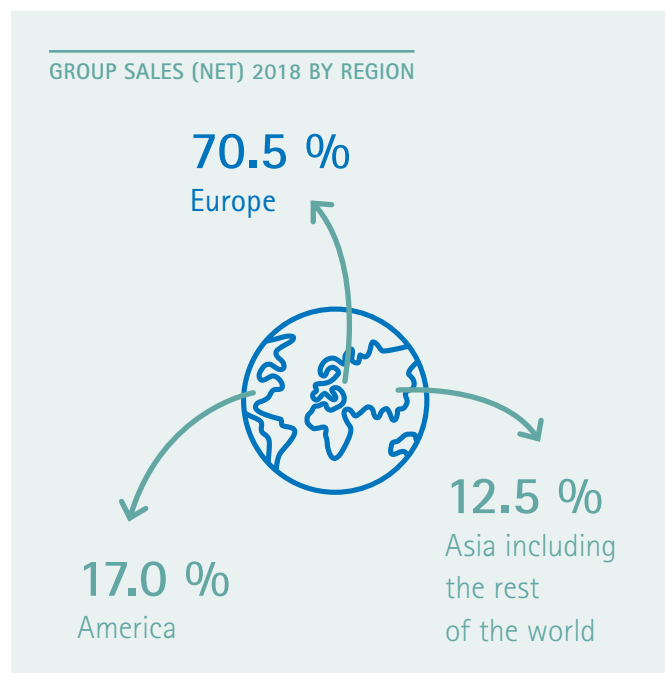 GROUP SALES (NET) 2018 BY REGION
70.5 %
Europe
17.0 %
America
12.5 %
Asia including
the rest
of the world